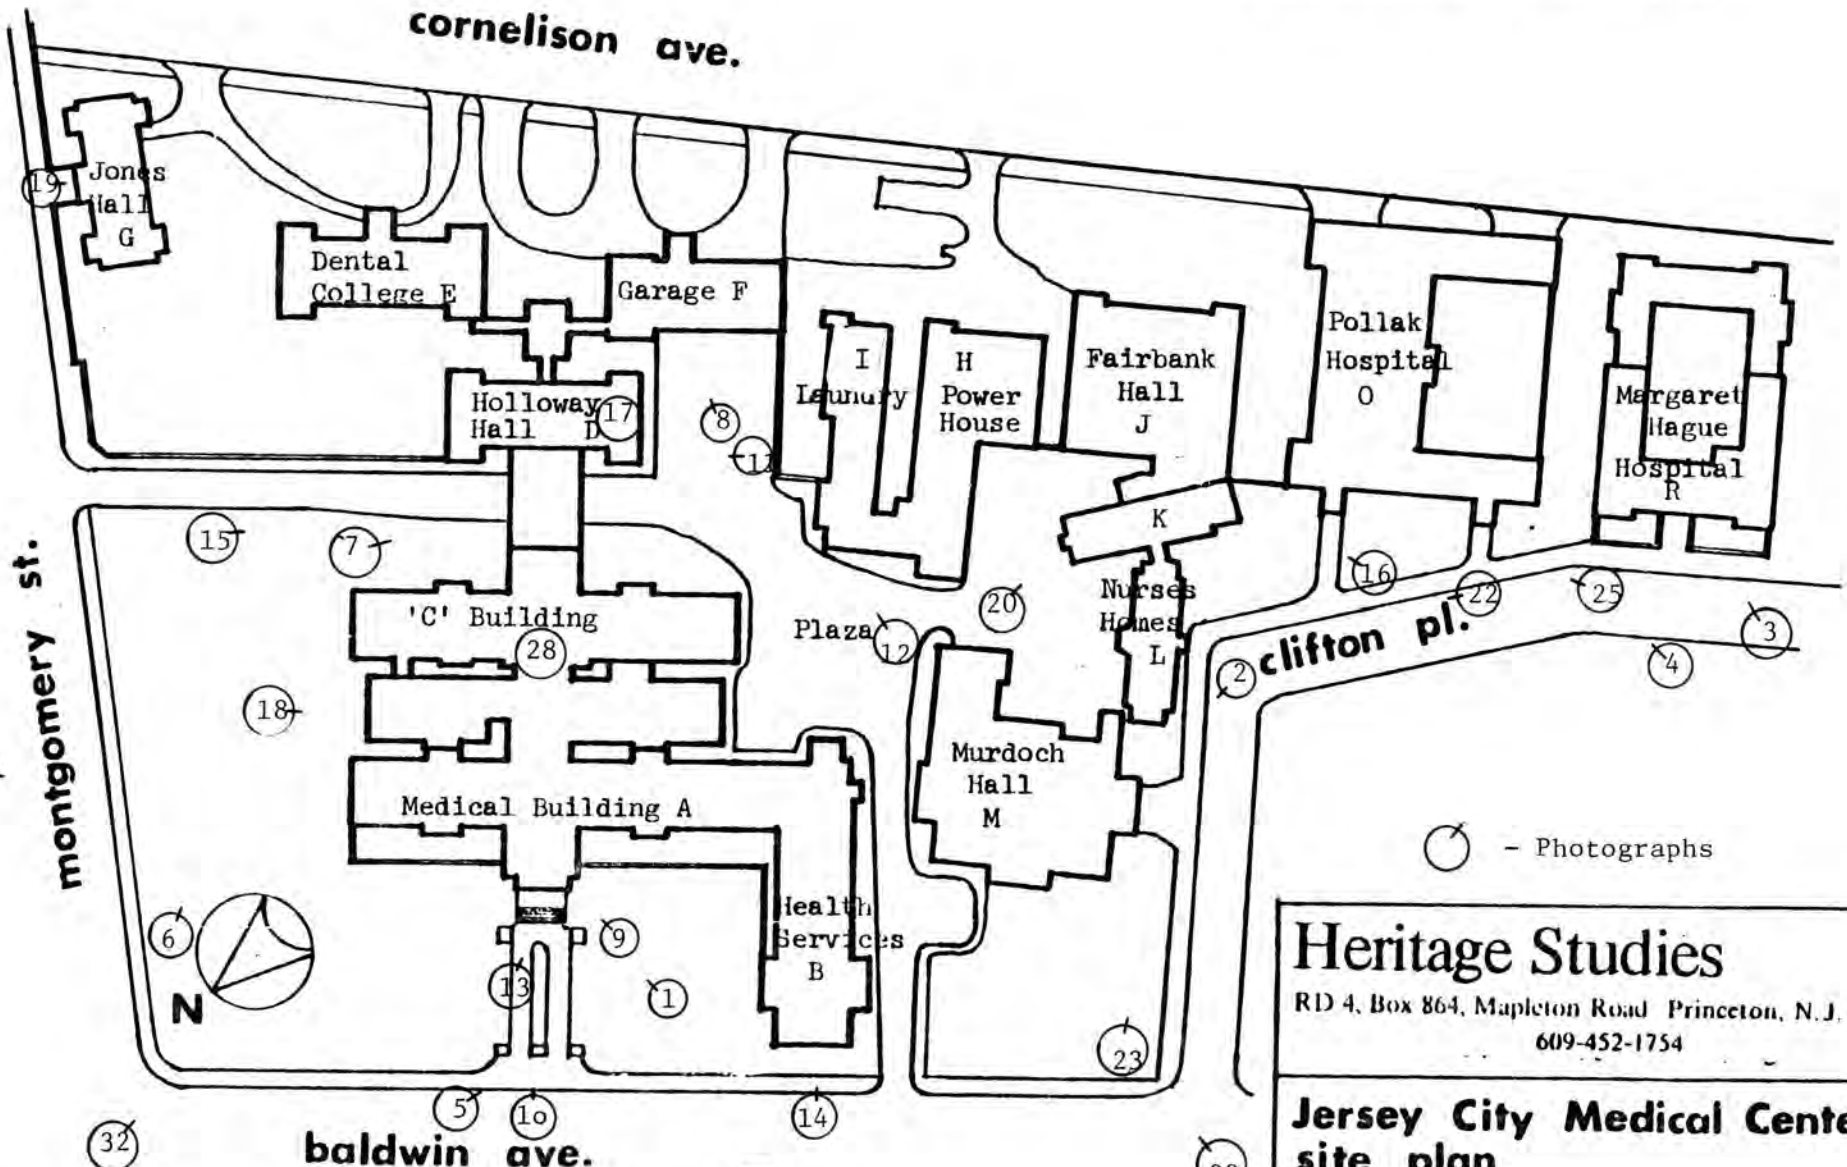 cornelison ave.
19
Jones
Hall
G
Dental
College E
Garage F
Holloway
Hall D
17
8
11
I
Laundry
H
Power
House
Fairbank
Hall
J
Pollak
Hospital
O
Margaret
Hague
Hospital
R
K
Nurses
Homes
L
15
7
'C' Building
28
18
Plaza
12
20
16
22
25
3
4
2
clifton pl.
montgomery st.
Medical Building A
Murdoch
Hall
M
Health
Services
B
6
N
9
13
1
23
5
10
14
32
baldwin ave.
- Photographs
Heritage Studies
RD 4, Box 864, Mapleton Road Princeton, N.J.
609-452-1754
Jersey City Medical Cente
site plan